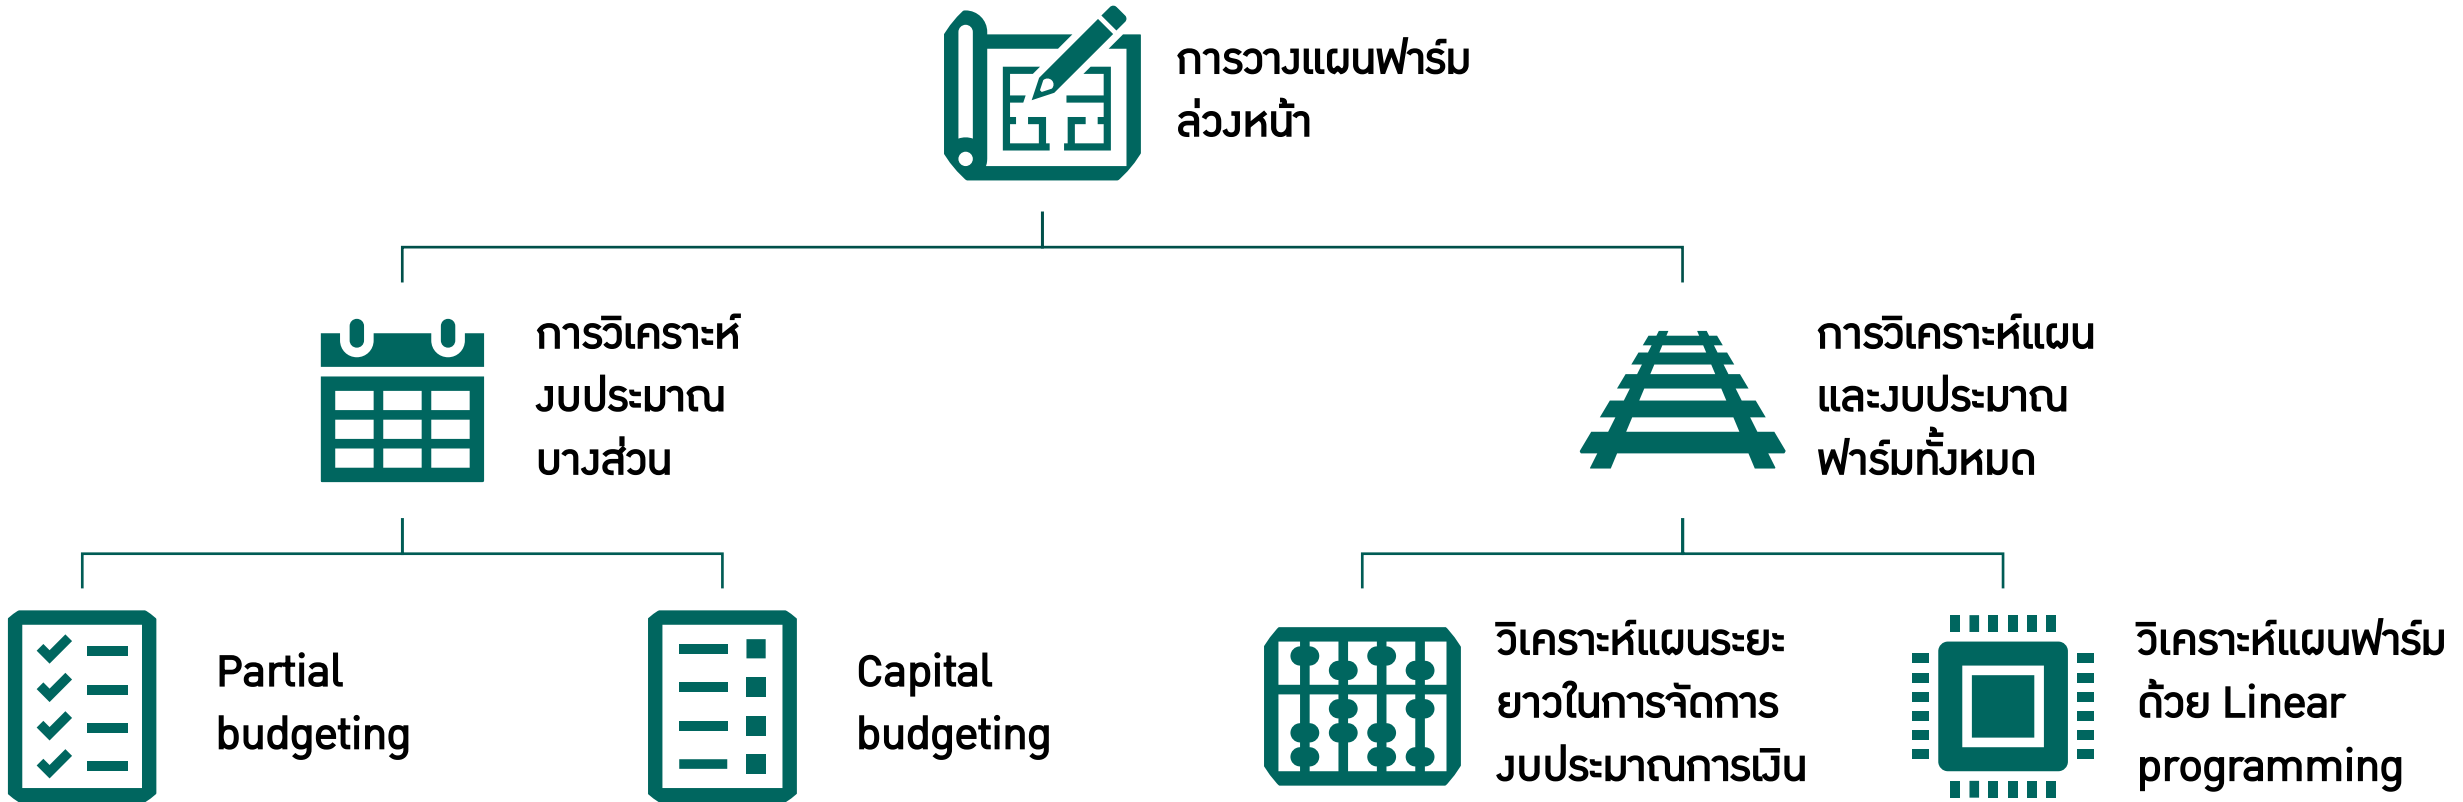 การวางแผนฟาร์ม
ล่วงหน้า
การวิเคราะห์
งบประมาณ
บางส่วน
การวิเคราะห์แผน
และงบประมาณ
ฟาร์มทั้งหมด
Partial
budgeting
Capital
budgeting
วิเคราะห์แผนระยะ
ยาวในการจัดการ
งบประมาณการเงิน
วิเคราะห์แผนฟาร์ม
ด้วย Linear
programming